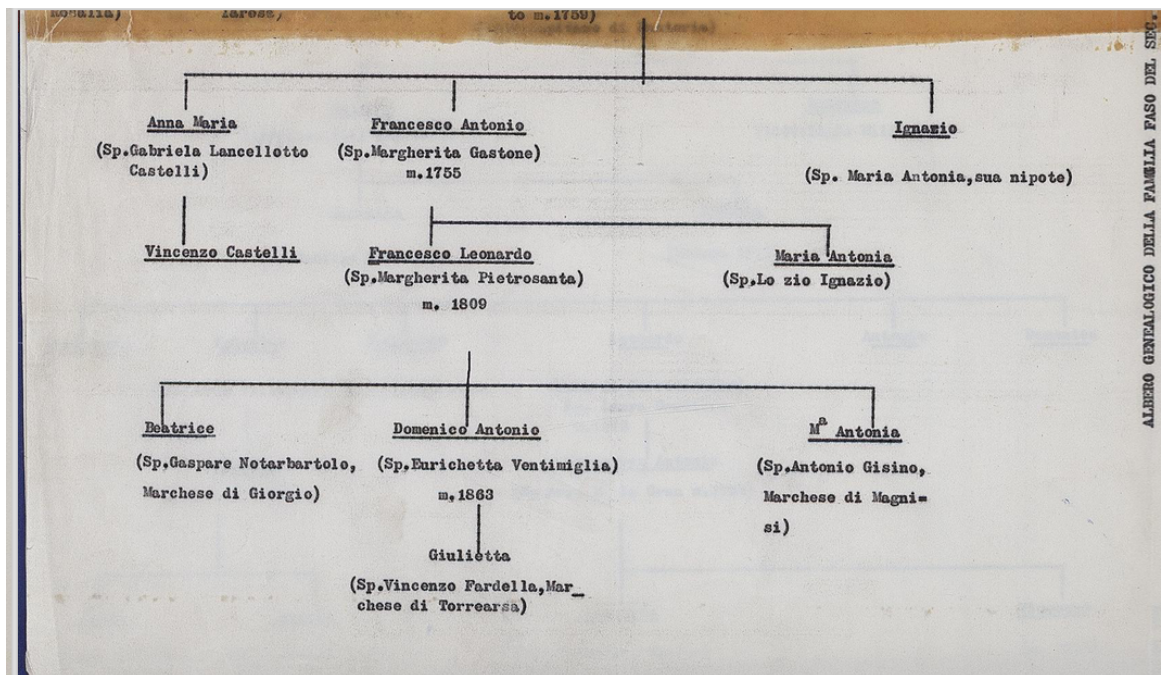 to m.1759)
Anna Maria
(Sp.Gabriela Lancellotto
Castelli)
Francesco Antonio
(Sp.Margherita Gastone)
m.1755
Ignazio
(Sp. Maria Antonia,sua nipote)
Vincenzo Castelli
Francesco Leonardo
(Sp.Margherita Pietrosanta)
m. 1809
Maria Antonia
(Sp.Lo zio Ignazio)
Beatrice
(Sp.Gaspare Notarbartolo,
Marchese di Giorgio)
Domenico Antonio
(Sp.Eurichetta Ventimiglia)
m,1863
Mª Antonia
(Sp.Antonio Gisino,
Marchese di Magni=
si)
Giulietta
(Sp.Vincenzo Fardella,Mar_
chese di Torrearsa)
ALBERO GENEALOGICO DELLA FAMILIA FASO DEL SEC.